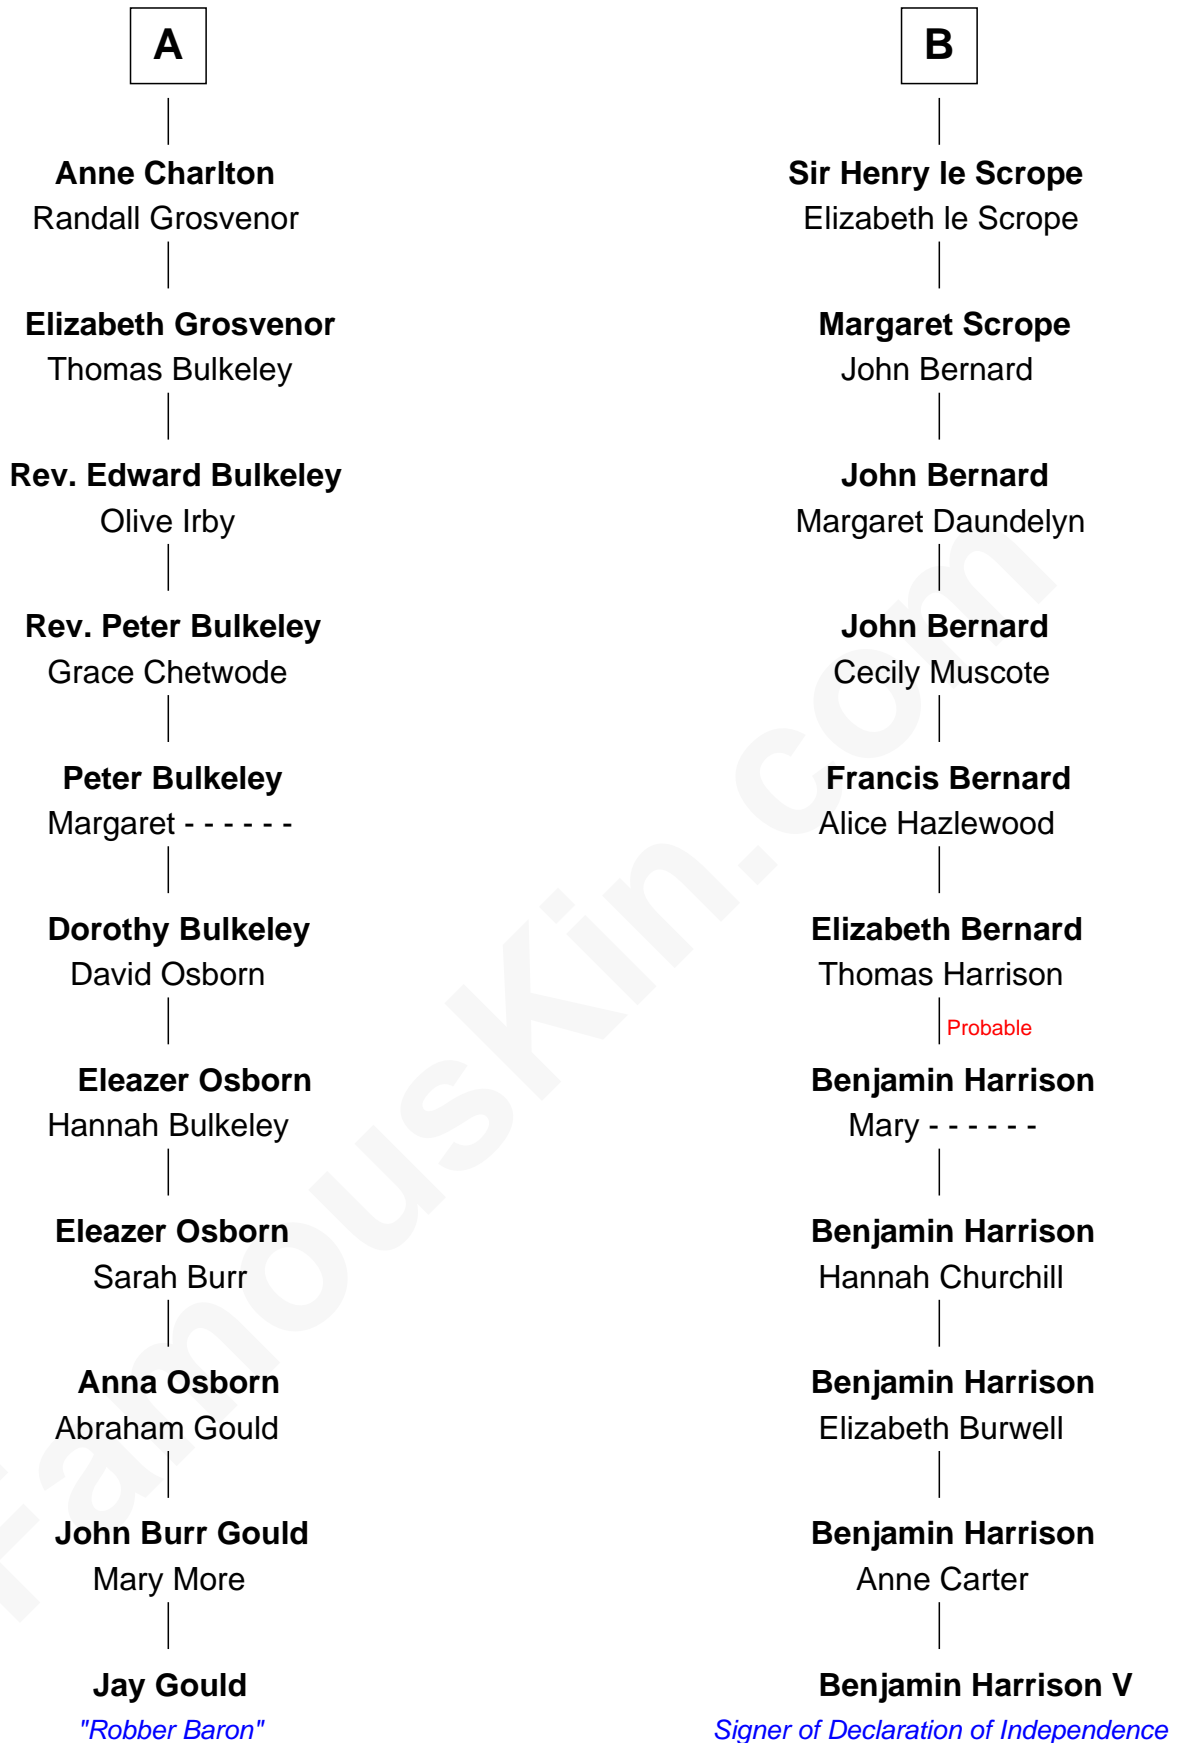 A
Anne Charlton
Randall Grosvenor
Elizabeth Grosvenor
Thomas Bulkeley
Rev. Edward Bulkeley
Olive Irby
Rev. Peter Bulkeley
Grace Chetwode
Peter Bulkeley
Margaret - - - - - -
Dorothy Bulkeley
David Osborn
Eleazer Osborn
Hannah Bulkeley
Eleazer Osborn
Sarah Burr
Anna Osborn
Abraham Gould
John Burr Gould
Mary More
Jay Gould
"Robber Baron"
B
Sir Henry le Scrope
Elizabeth le Scrope
Margaret Scrope
John Bernard
John Bernard
Margaret Daundelyn
John Bernard
Cecily Muscote
Francis Bernard
Alice Hazlewood
Elizabeth Bernard
Thomas Harrison
Probable
Benjamin Harrison
Mary - - - - - -
Benjamin Harrison
Hannah Churchill
Benjamin Harrison
Elizabeth Burwell
Benjamin Harrison
Anne Carter
Benjamin Harrison V
Signer of Declaration of Independence
FamousKin.com